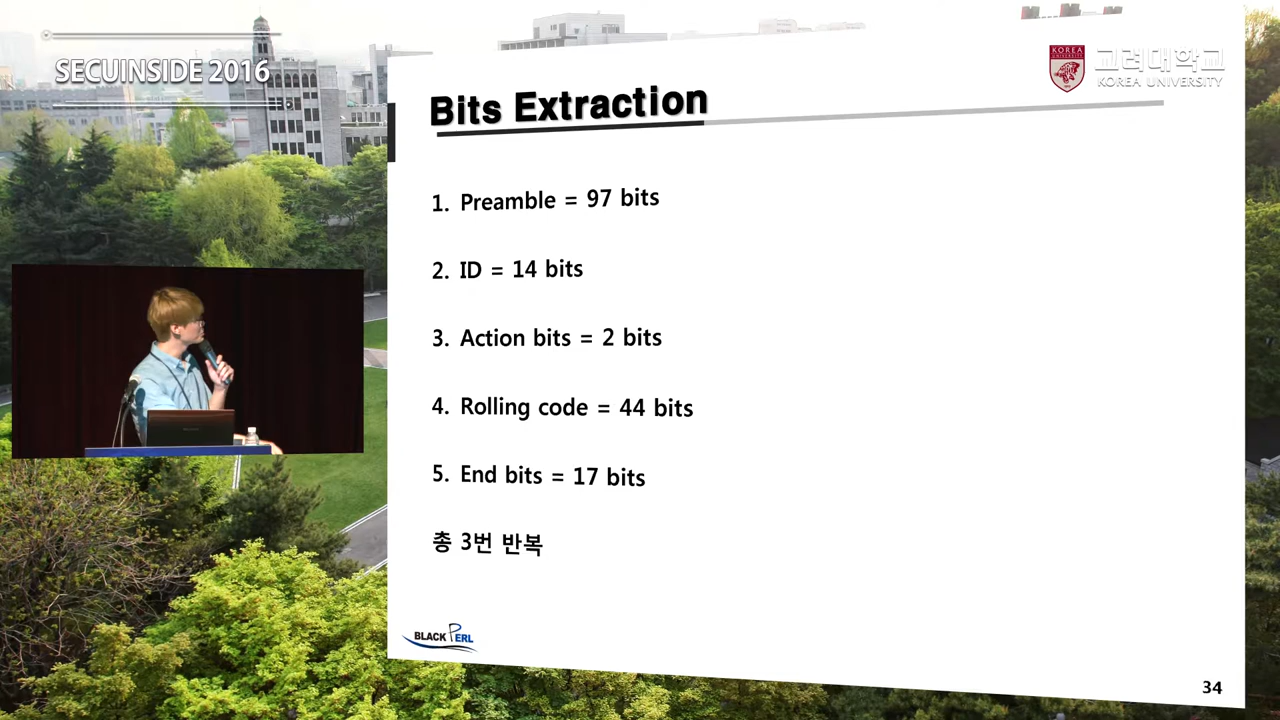 SECUINSIDE 2016
KOREA
UNIVERSITY
고려대학교
KOREA UNIVERSITY
Bits Extraction
1. Preamble = 97 bits
2. ID = 14 bits
3. Action bits = 2 bits
4. Rolling code = 44 bits
5. End bits = 17 bits
총 3번 반복
BLACK PERL
34